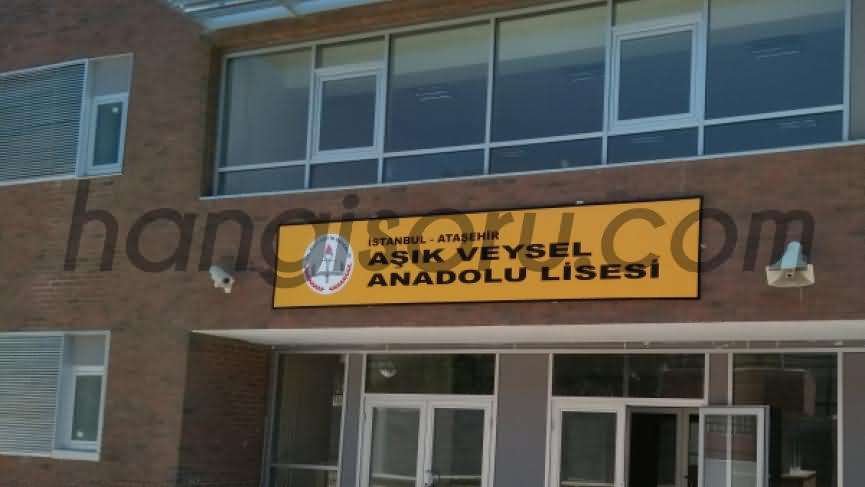 İSTANBUL - ATAŞEHİR
AŞIK VEYSEL
ANADOLU LİSESİ
hangisoru.com